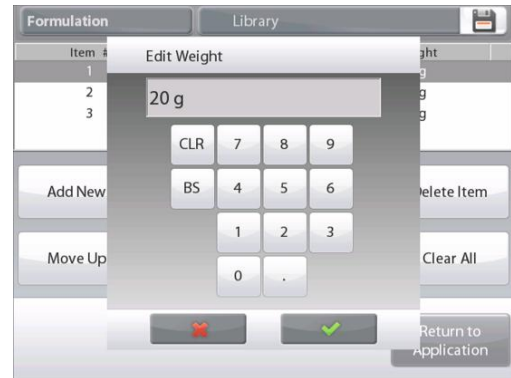 Formulation
Library
Item #
ght
Edit Weight
20 g
1
g
2
g
3
g
CLR 7 8 9
BS 4 5 6
1 2 3
0 .
Add New
elete Item
Move Up
Clear All
Return to
Application